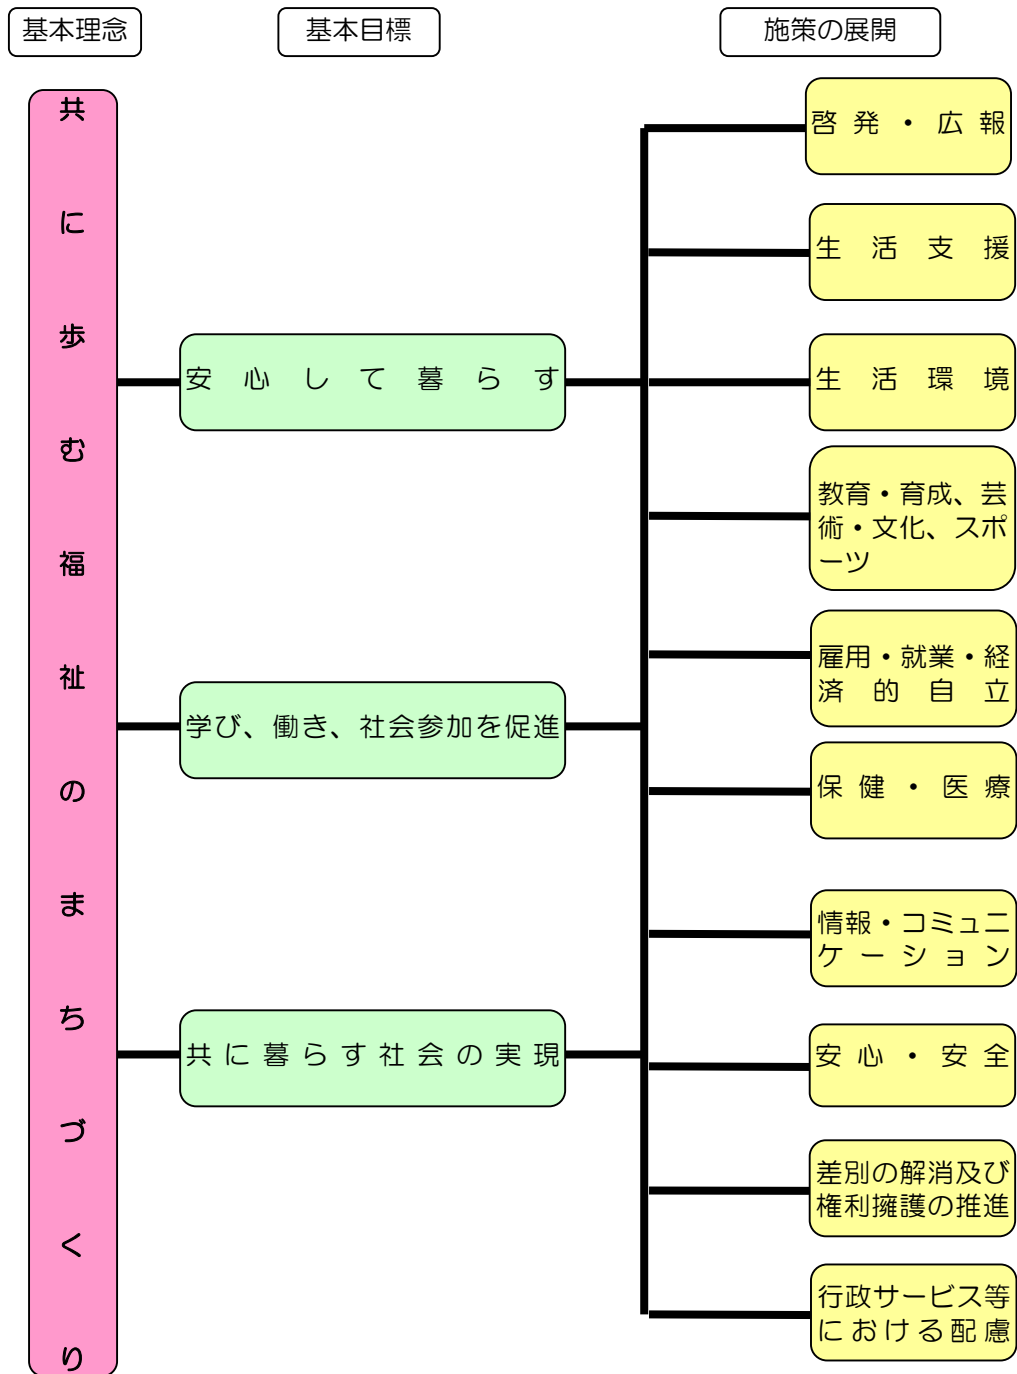 基本理念
基本目標
施策の展開
共に歩む福祉のまちづくり
安心して暮らす
学び、働き、社会参加を促進
共に暮らす社会の実現
啓発・広報
生活支援
生活環境
教育・育成、芸
術・文化、スポ
ーツ
雇用・就業・経
済的自立
保健・医療
情報・コミュニ
ケーション
安心・安全
差別の解消及び
権利擁護の推進
行政サービス等
における配慮